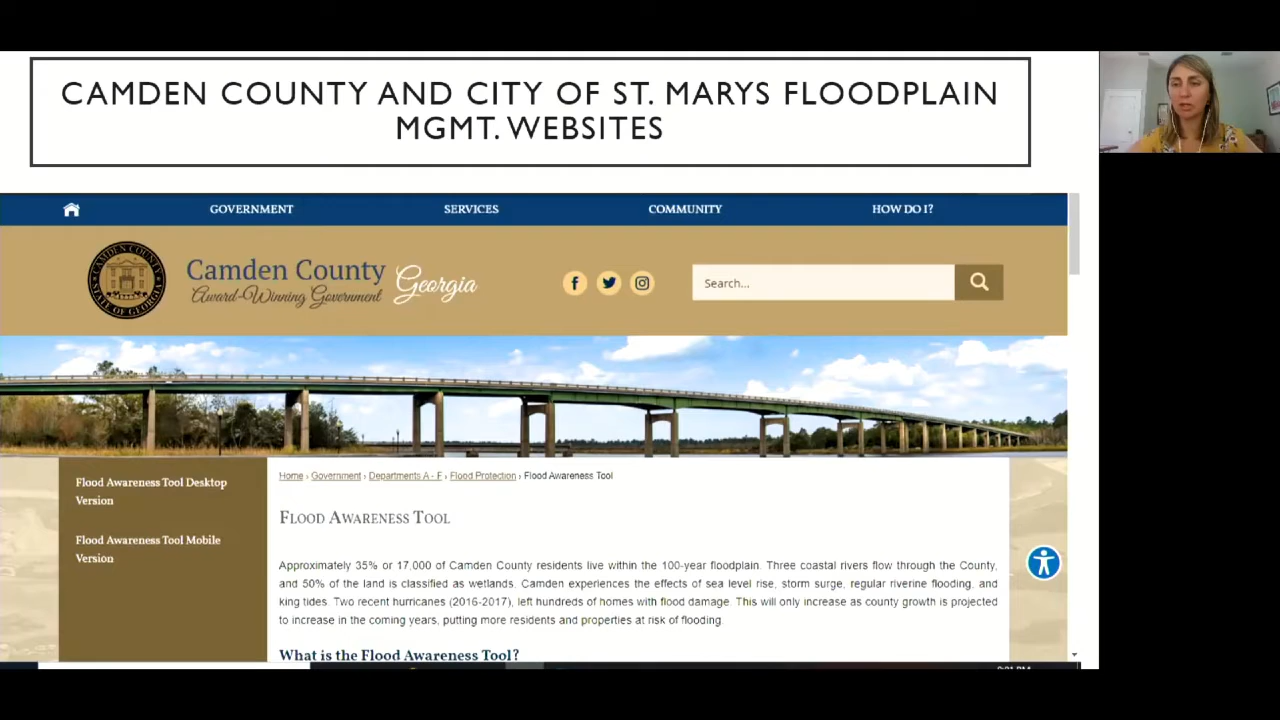 CAMDEN COUNTY AND CITY OF ST. MARYS FLOODPLAIN
MGMT. WEBSITES
GOVERNMENT SERVICES COMMUNITY HOW DO I?
CAMDEN COUNTY
STATE OF GEORGIA
Camden County
Award-Winning Government
Georgia
Search...
Flood Awareness Tool Desktop
Version
Flood Awareness Tool Mobile
Version
Home › Government › Departments A - F › Flood Protection › Flood Awareness Tool
Flood Awareness Tool
Approximately 35% or 17,000 of Camden County residents live within the 100-year floodplain. Three coastal rivers flow through the County,
and 50% of the land is classified as wetlands. Camden experiences the effects of sea level rise, storm surge, regular riverine flooding, and
king tides. Two recent hurricanes (2016-2017), left hundreds of homes with flood damage. This will only increase as county growth is projected
to increase in the coming years, putting more residents and properties at risk of flooding.
What is the Flood Awareness Tool?